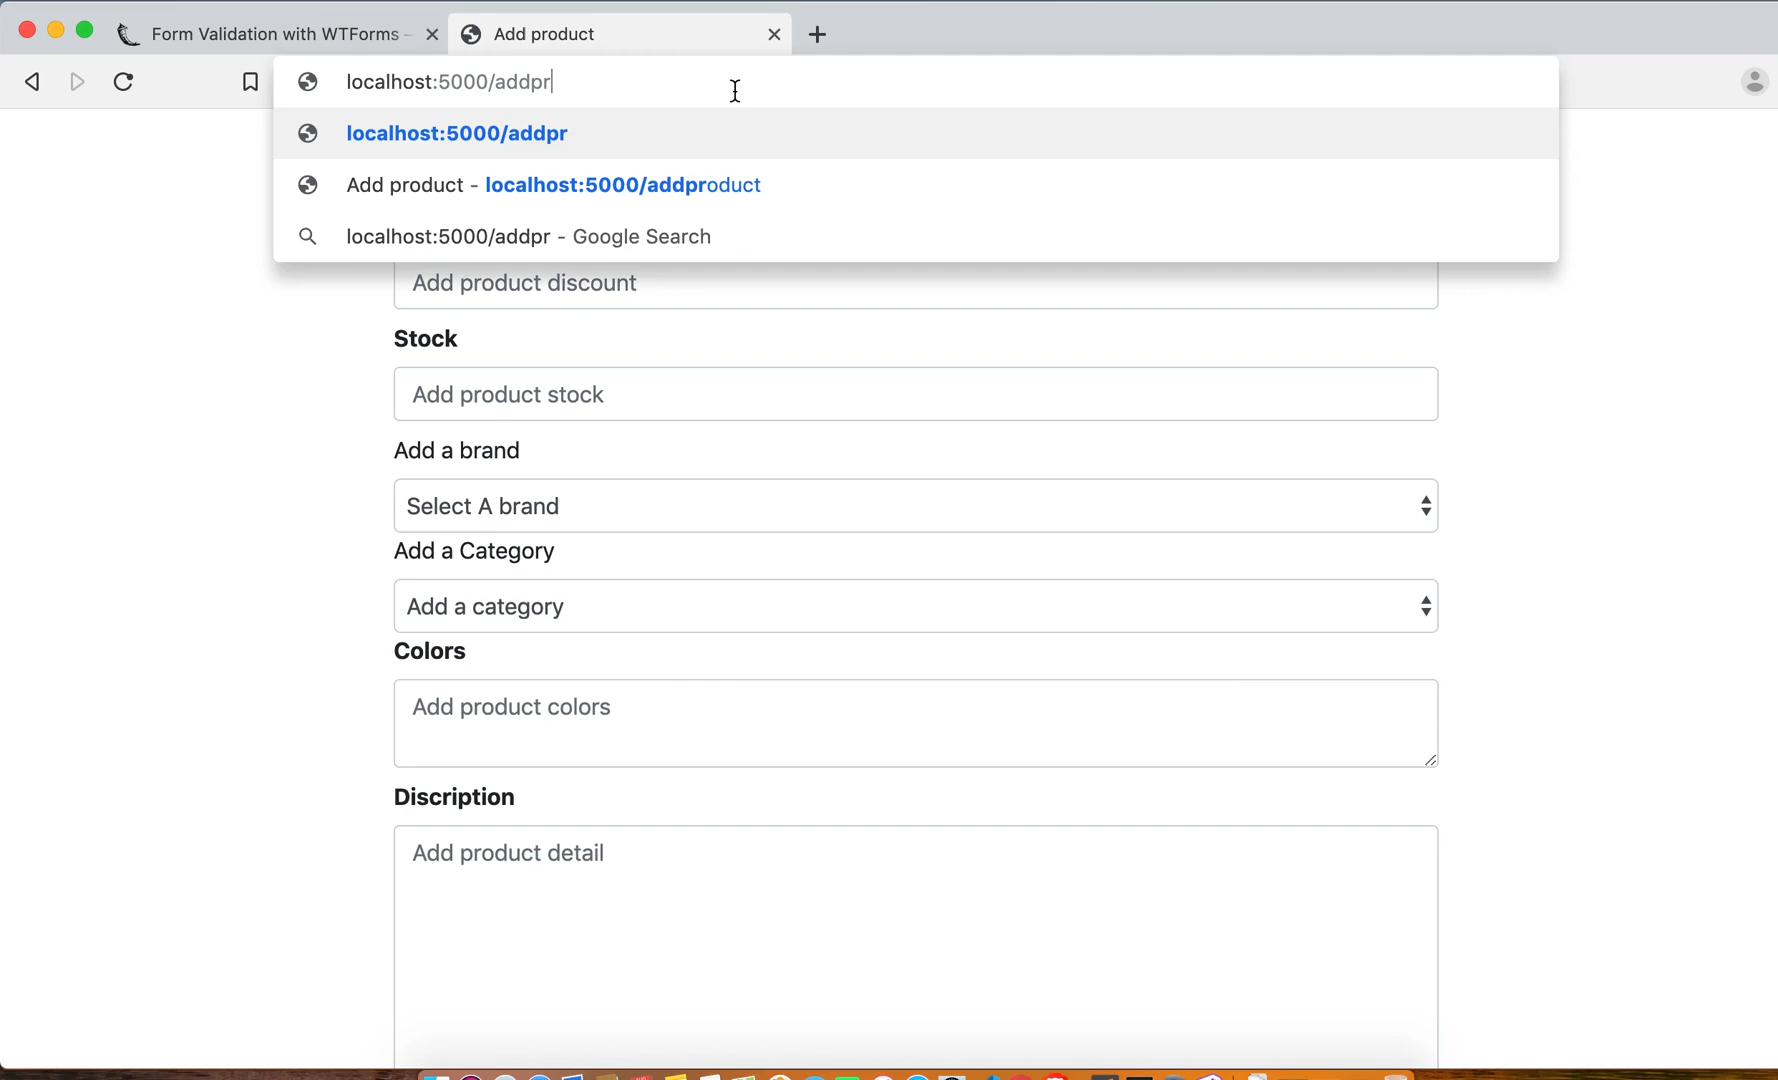 Form Validation with WTForms –
Add product
localhost:5000/addpr
localhost:5000/addpr
Add product - localhost:5000/addproduct
localhost:5000/addpr - Google Search
Add product discount
Stock
Add product stock
Add a brand
Select A brand
Add a Category
Add a category
Colors
Add product colors
Discription
Add product detail